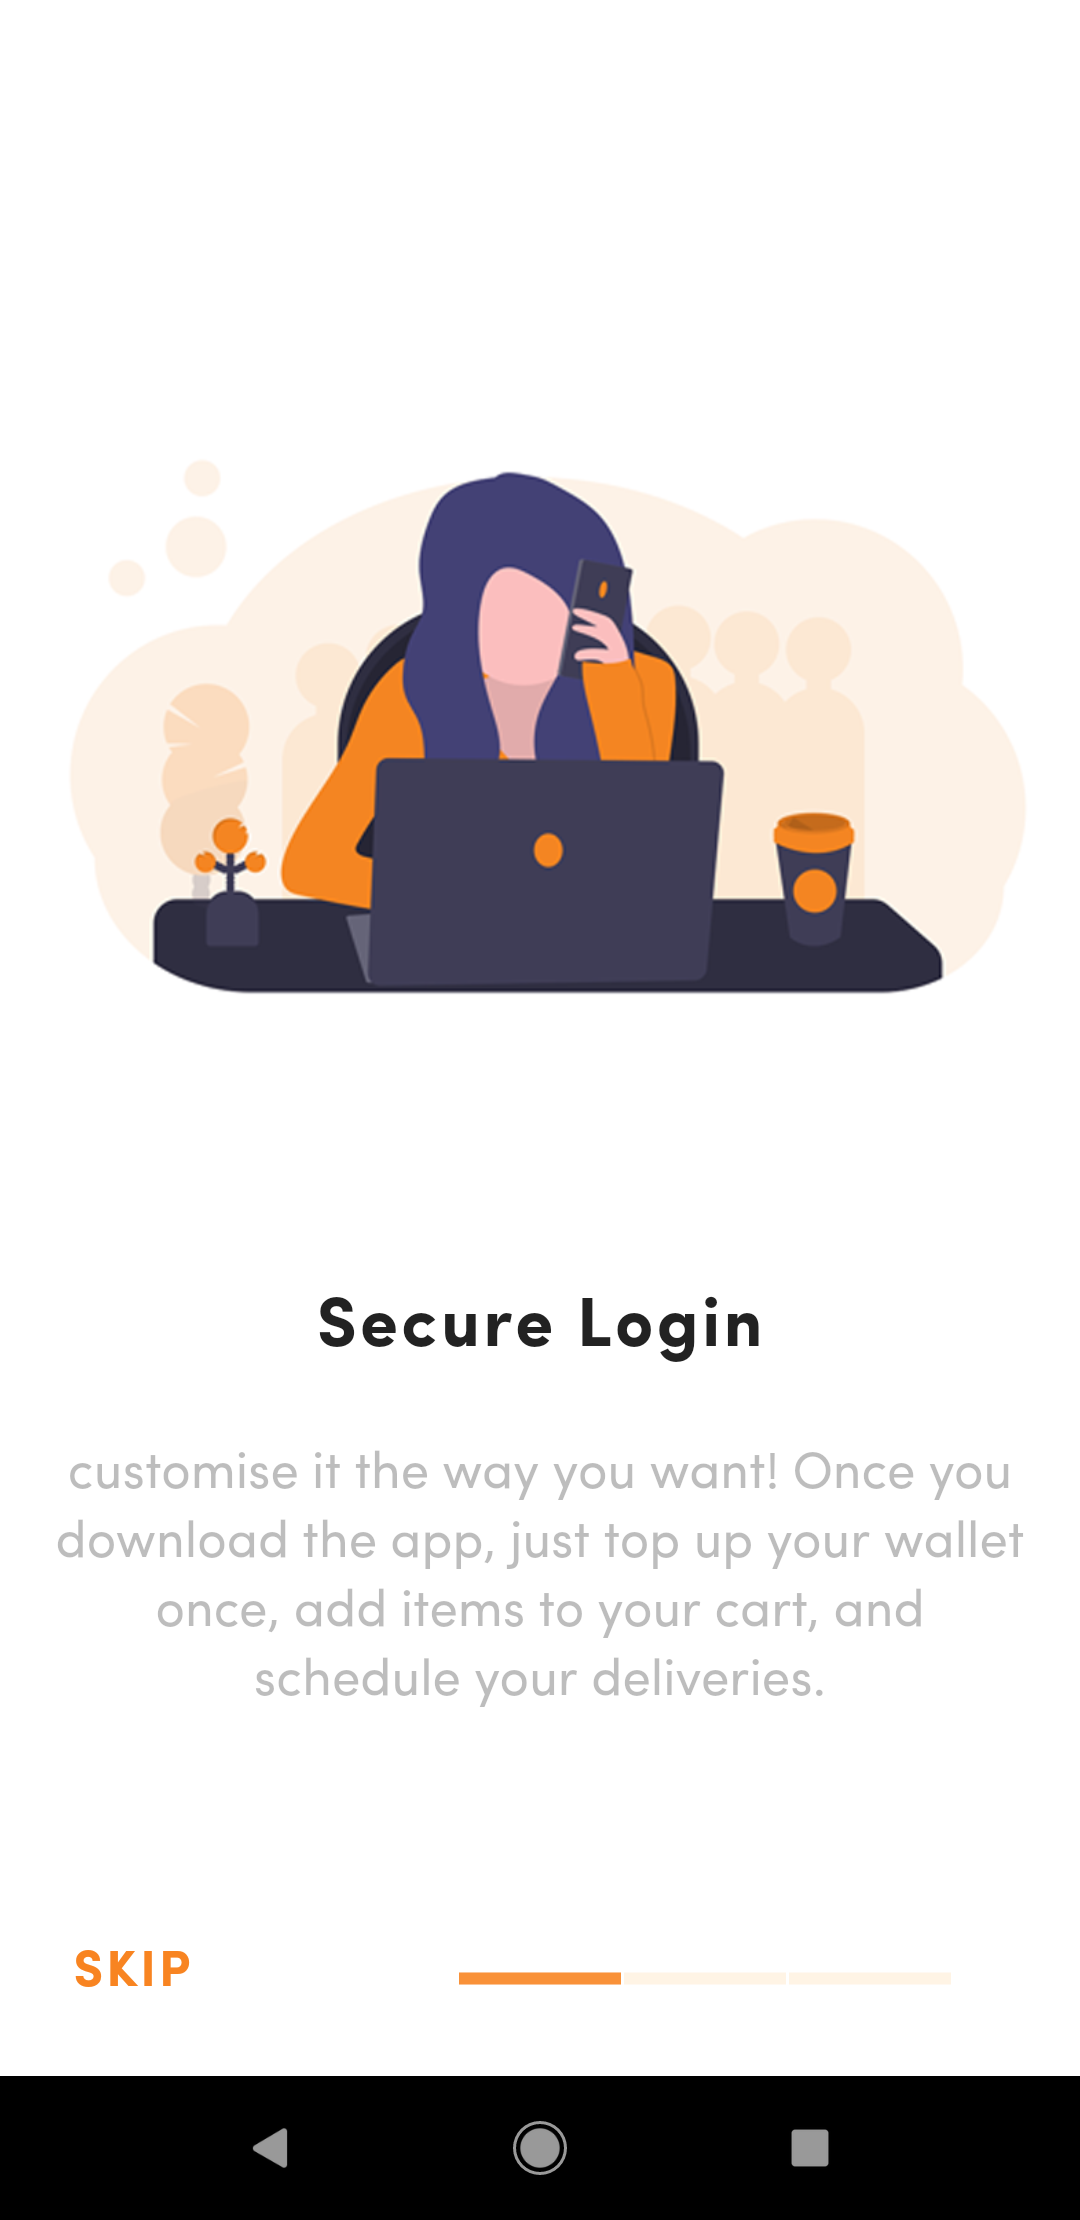 Secure Login
customise it the way you want! Once you
download the app, just top up your wallet
once, add items to your cart, and
schedule your deliveries.
SKIP